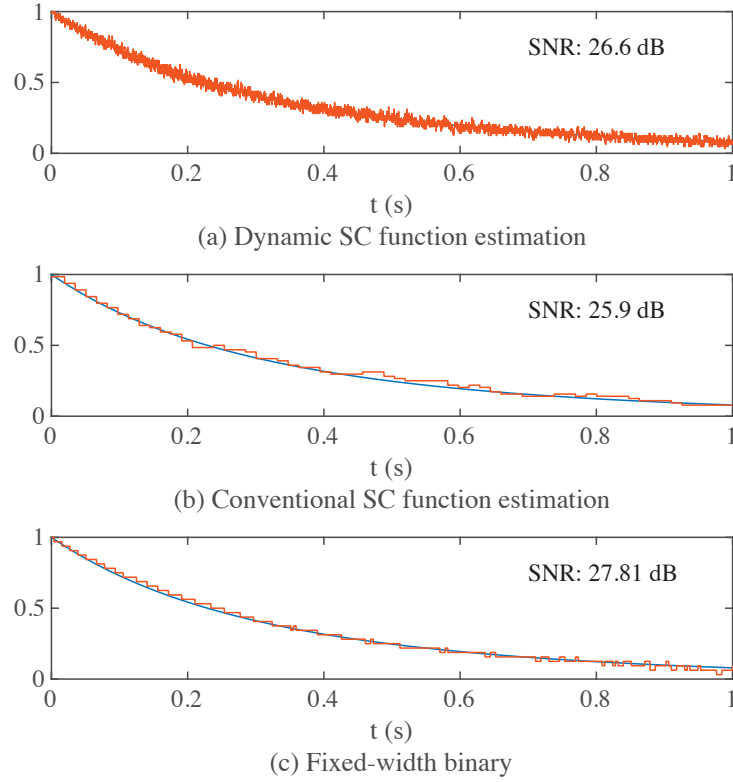 1
SNR: 26.6 dB
0.5
0
0 0.2 0.4 0.6 0.8 1
t (s)
(a) Dynamic SC function estimation
1
SNR: 25.9 dB
0.5
0
0 0.2 0.4 0.6 0.8 1
t (s)
(b) Conventional SC function estimation
1
SNR: 27.81 dB
0.5
0
0 0.2 0.4 0.6 0.8 1
t (s)
(c) Fixed-width binary